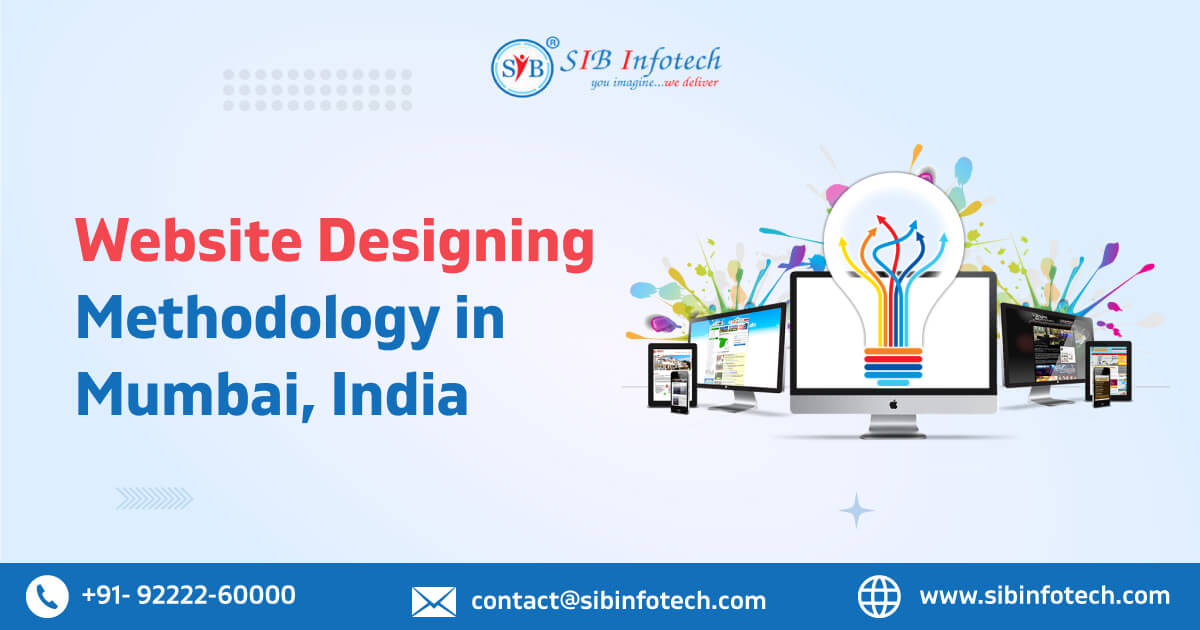 SYB ®
SIB Infotech
you imagine...we deliver
Website Designing
Methodology in
Mumbai, India
+91- 92222-60000
contact@sibinfotech.com
www.sibinfotech.com